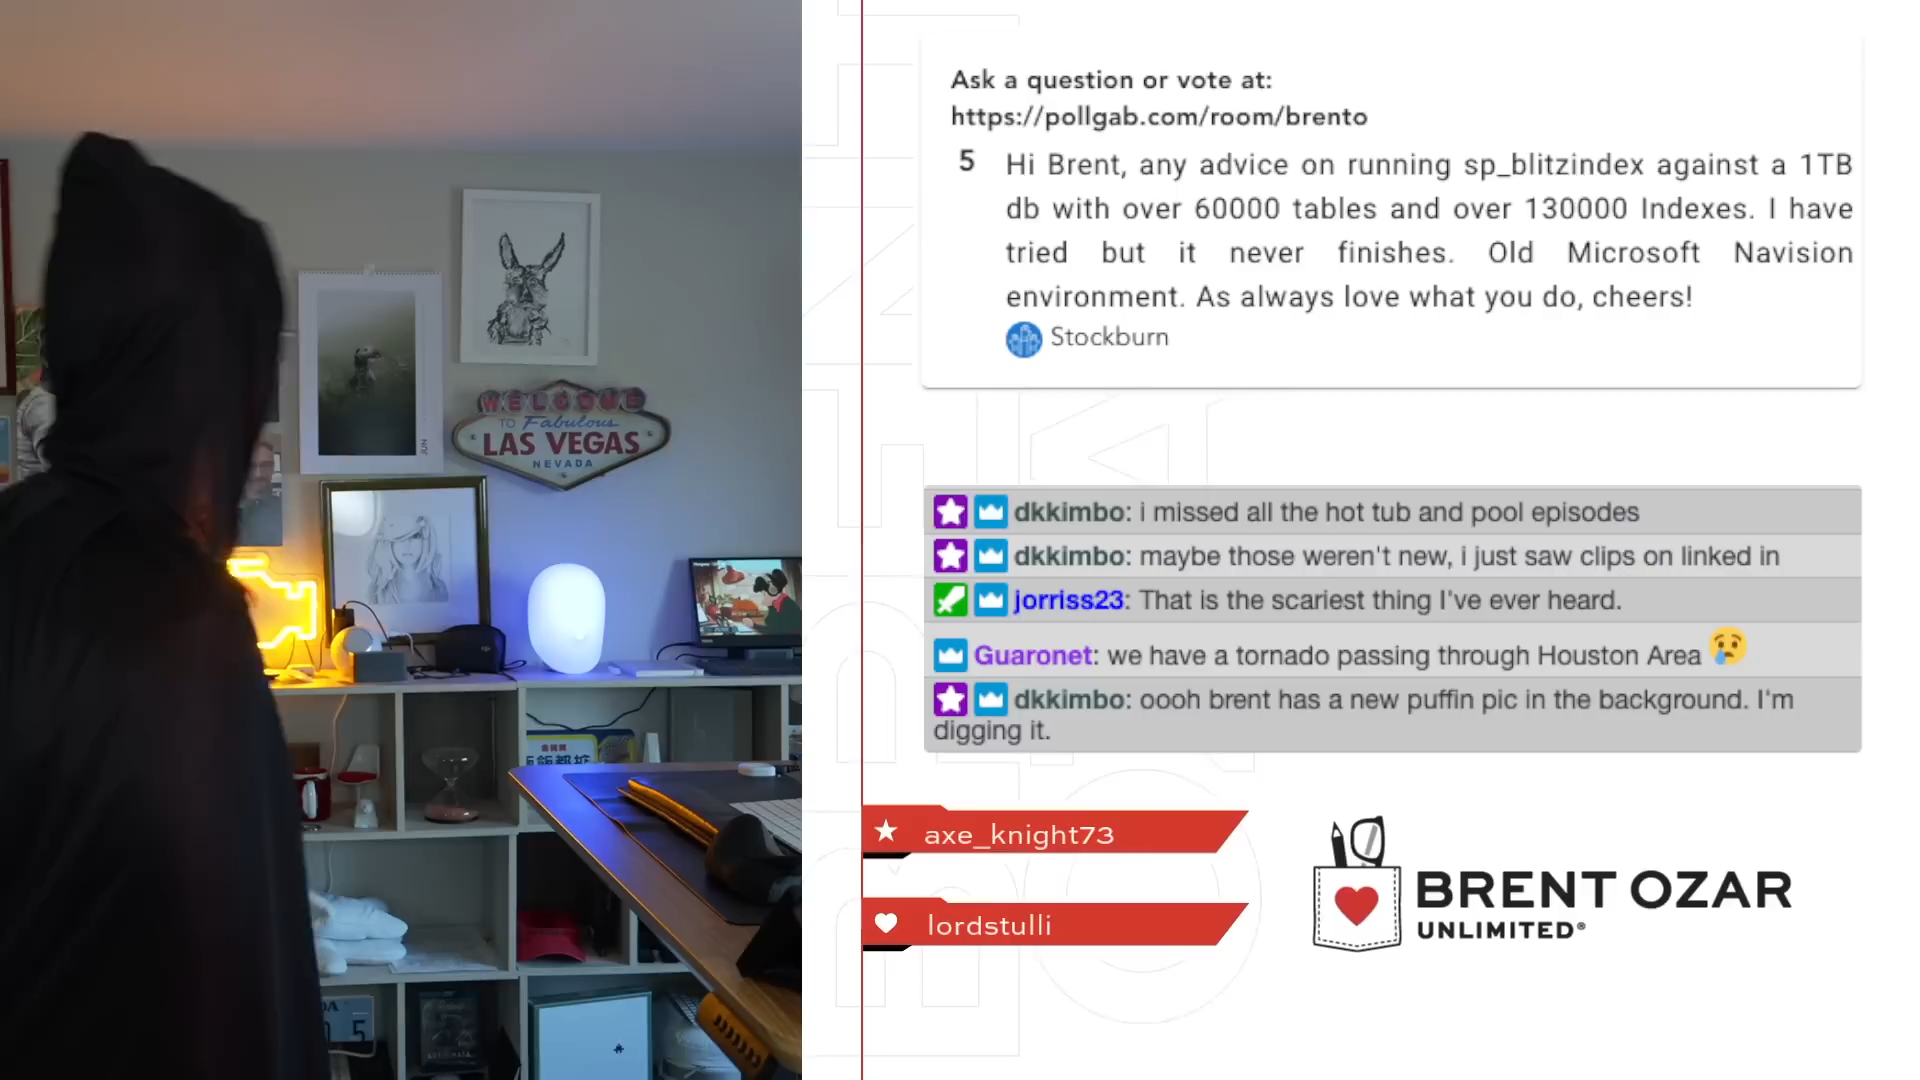 Ask a question or vote at:
https://pollgab.com/room/brento
5 Hi Brent, any advice on running sp_blitzindex against a 1TB
db with over 60000 tables and over 130000 Indexes. I have
tried but it never finishes. Old Microsoft Navision
environment. As always love what you do, cheers!
Stockburn
dkkimbo: i missed all the hot tub and pool episodes
dkkimbo: maybe those weren't new, i just saw clips on linked in
jorriss23: That is the scariest thing I've ever heard.
Guaronet: we have a tornado passing through Houston Area 😢
dkkimbo: oooh brent has a new puffin pic in the background. I'm
digging it.
axe_knight73
lordstulli
BRENT OZAR
UNLIMITED®
WELCOME
TO Fabulous
LAS VEGAS
NEVADA
JUN